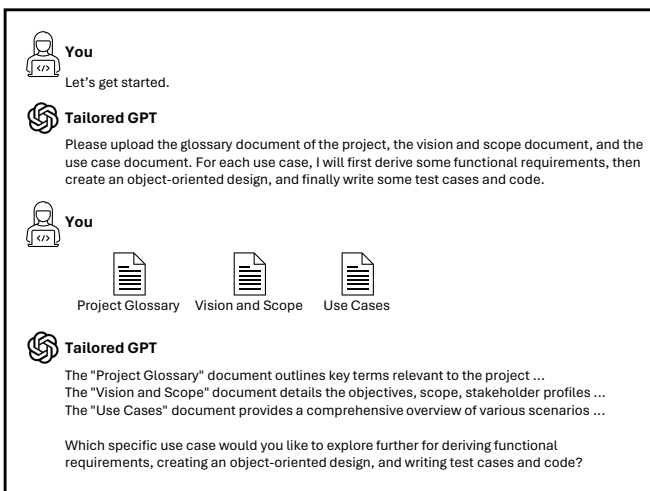 You
Let's get started.
Tailored GPT
Please upload the glossary document of the project, the vision and scope document, and the
use case document. For each use case, I will first derive some functional requirements, then
create an object-oriented design, and finally write some test cases and code.
You
Project Glossary Vision and Scope Use Cases
Tailored GPT
The "Project Glossary" document outlines key terms relevant to the project ...
The "Vision and Scope" document details the objectives, scope, stakeholder profiles ...
The "Use Cases" document provides a comprehensive overview of various scenarios ...
Which specific use case would you like to explore further for deriving functional
requirements, creating an object-oriented design, and writing test cases and code?